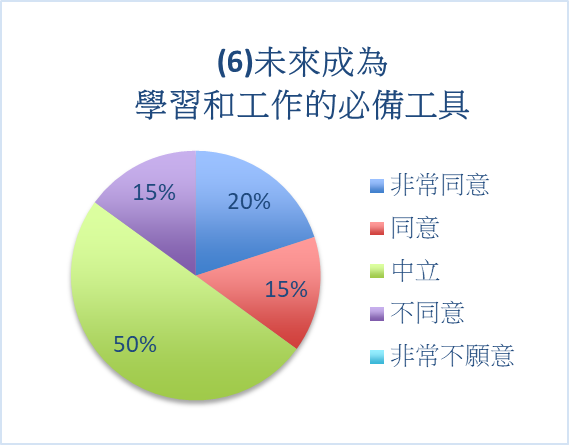 (6)未來成為
學習和工作的必備工具
20%
15%
50%
15%
非常同意
同意
中立
不同意
非常不願意